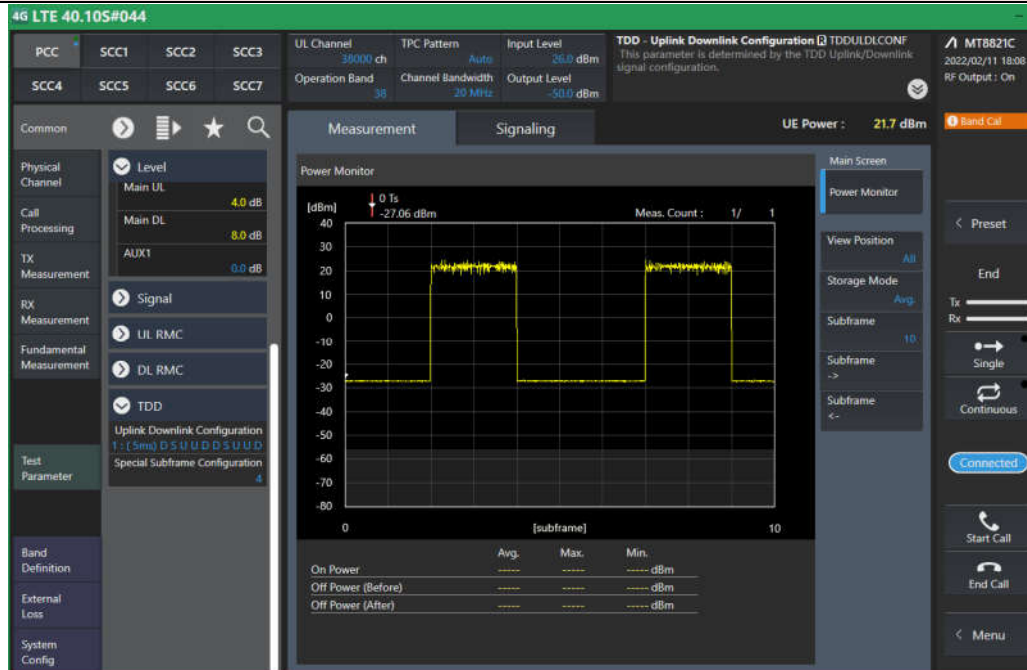 4G LTE 40.10S#044
PCC SCC1 SCC2 SCC3
SCC4 SCC5 SCC6 SCC7
UL Channel
38000 ch
TPC Pattern
Auto
Input Level
26.0 dBm
Operation Band
38
Channel Bandwidth
20 MHz
Output Level
-50.0 dBm
TDD - Uplink Downlink Configuration R TDDULDLCONF
This parameter is determined by the TDD Uplink/Downlink
signal configuration.
MT8821C
2022/02/11 18:08
RF Output : On
Band Cal
Common
Physical
Channel
Call
Processing
TX
Measurement
RX
Measurement
Fundamental
Measurement
Test
Parameter
Band
Definition
External
Loss
System
Config
Level
Main UL
4.0 dB
Main DL
8.0 dB
AUX1
0.0 dB
Signal
UL RMC
DL RMC
TDD
Uplink Downlink Configuration
1 : ( 5ms) D S U U D D S U U D
Special Subframe Configuration
4
Measurement Signaling
UE Power : 21.7 dBm
Power Monitor
[dBm]
0 Ts
-27.06 dBm
Meas. Count : 1/ 1
40
30
20
10
0
-10
-20
-30
-40
-50
-60
-70
-80
0 [subframe] 10
Avg. Max. Min.
On Power ----- ----- ----- dBm
Off Power (Before) ----- ----- ----- dBm
Off Power (After) ----- ----- ----- dBm
Main Screen
Power Monitor
View Position
All
Storage Mode
Avg.
Subframe
10
Subframe
->
Subframe
<-
< Preset
End
Tx
Rx
Single
Continuous
Connected
Start Call
End Call
< Menu